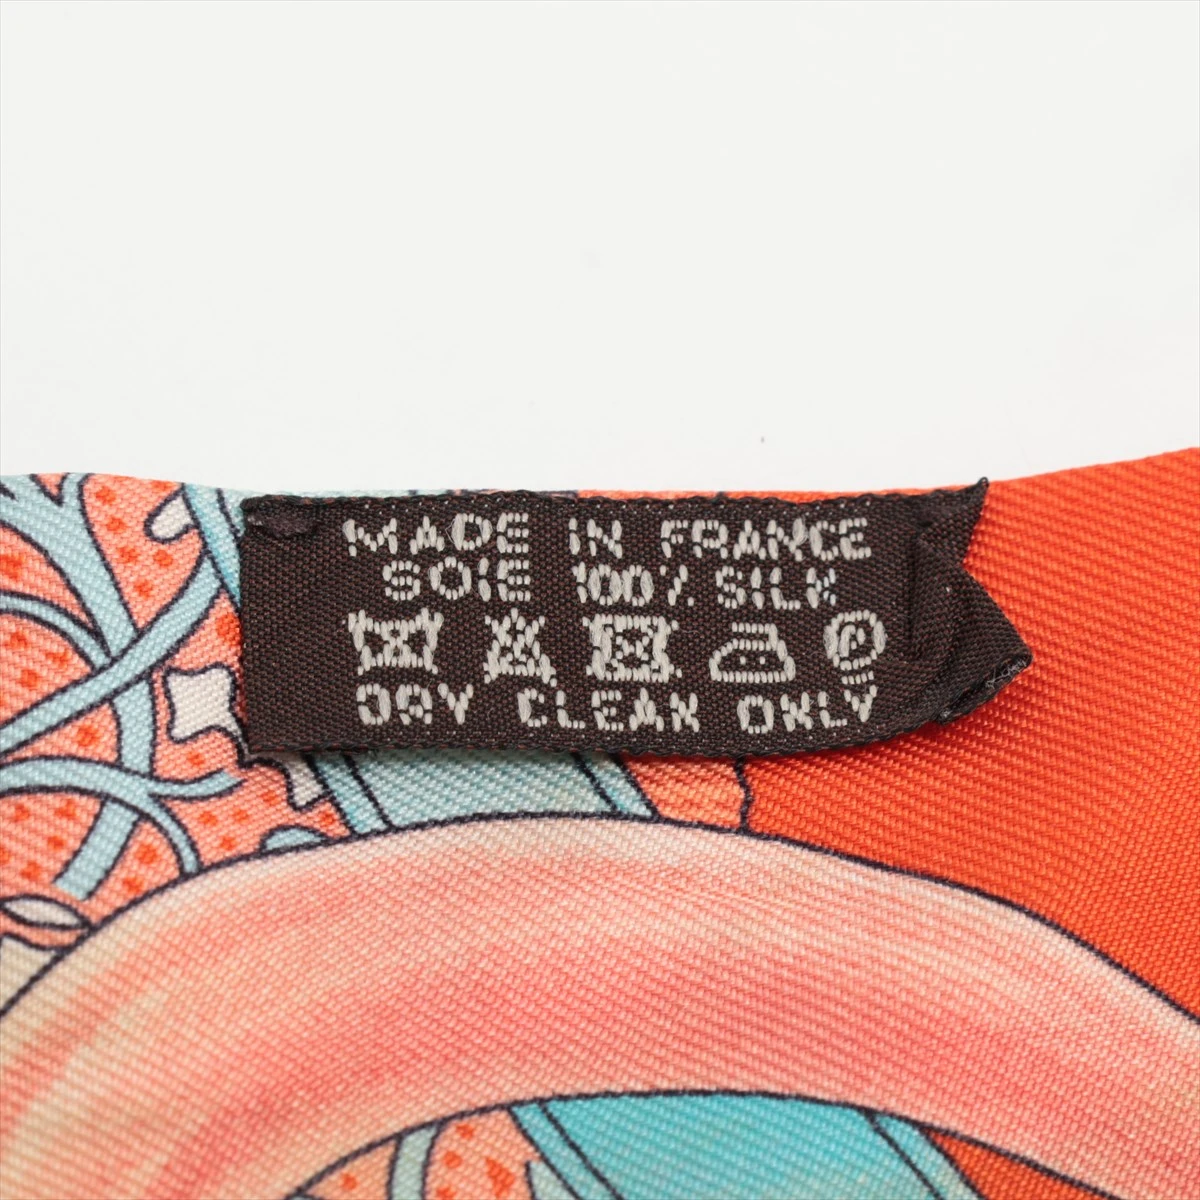 MADE IN FRANCE
SOIE 100% SILK
P
DRY CLEAN ONLY